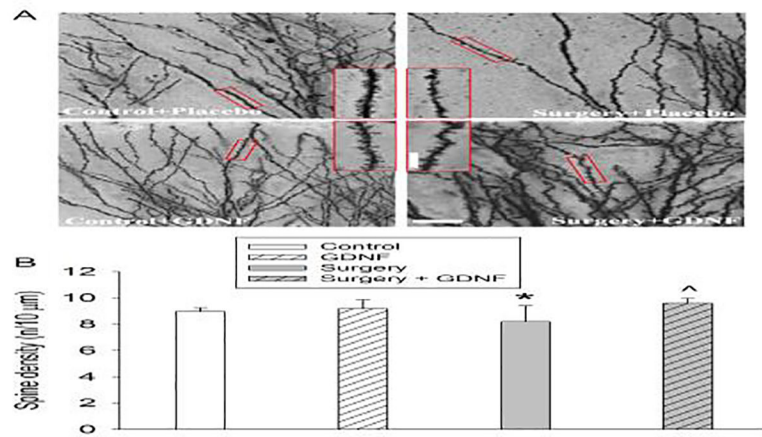 A
Control+Placebo
Surgery+Placebo
Control+GDNF
Surgery+GDNF
B
Control
GDNF
Surgery
Surgery + GDNF
Spine density (n/10 µm)
12
10
8
6
4
2
0
*
^